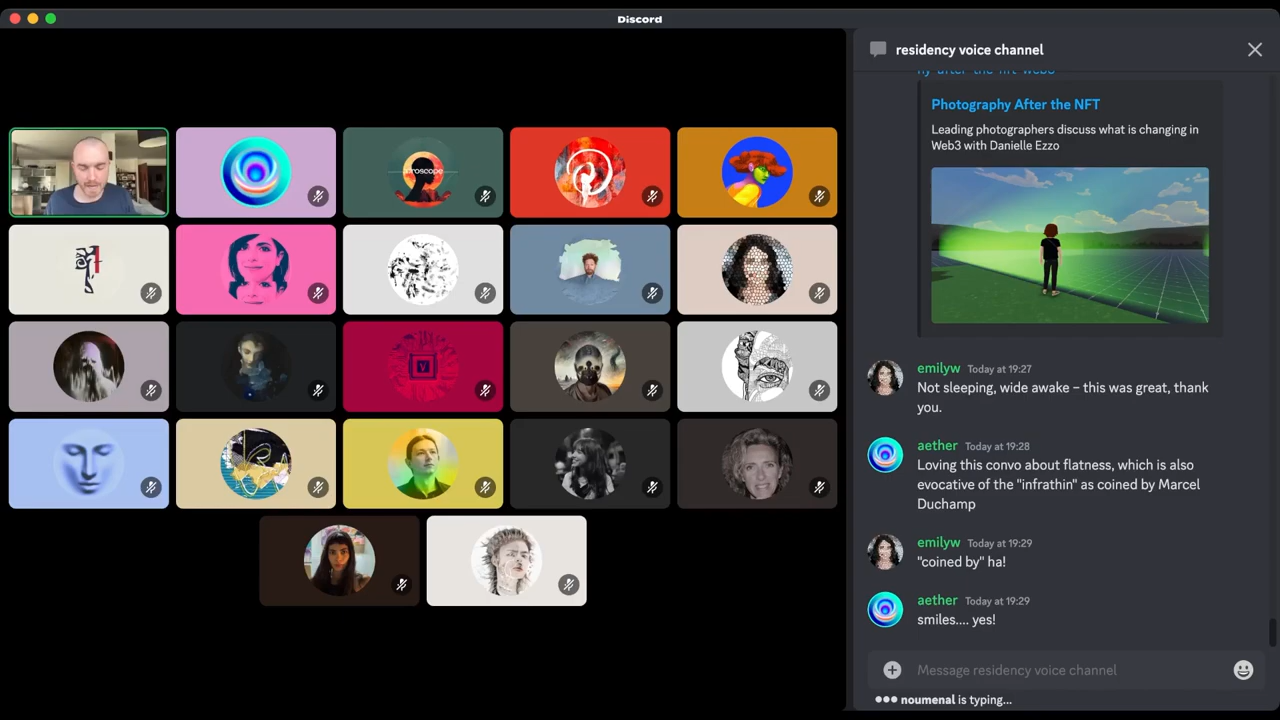 Discord
residency voice channel
Photography After the NFT
Leading photographers discuss what is changing in
Web3 with Danielle Ezzo
emilyw Today at 19:27
Not sleeping, wide awake – this was great, thank
you.
aether Today at 19:28
Loving this convo about flatness, which is also
evocative of the "infrathin" as coined by Marcel
Duchamp
emilyw Today at 19:29
"coined by" ha!
aether Today at 19:29
smiles.... yes!
Message residency voice channel
noumenal is typing...
V